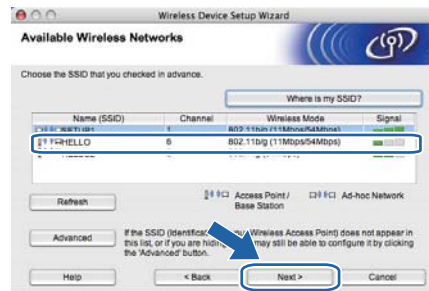 Wireless Device Setup Wizard
Available Wireless Networks
Choose the SSID that you checked in advance.
Where is my SSID?
Name (SSID) Channel Wireless Mode Signal
SETUP1 1 802.11b/g (11Mbps/54Mbps)
HELLO 6 802.11b/g (11Mbps/54Mbps)
Refresh
Access Point / Ad-hoc Network
Base Station
Advanced
If the SSID (Identification Wireless Access Point) does not appear in
this list, or if you are hiding may still be able to configure it by clicking
the 'Advanced' button.
Help < Back Next > Cancel